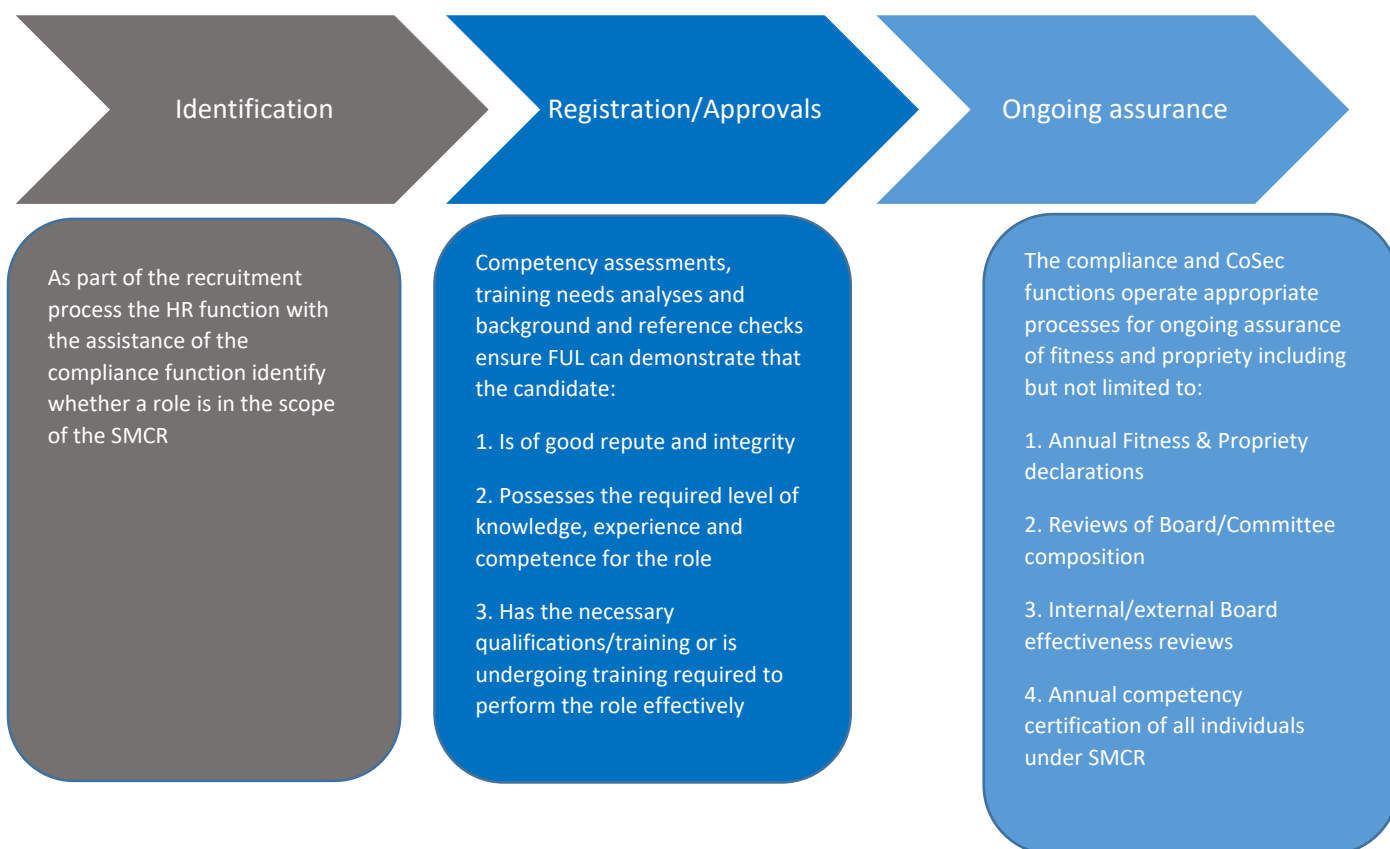 Identification
Registration/Approvals
Ongoing assurance
As part of the recruitment
process the HR function with
the assistance of the
compliance function identify
whether a role is in the scope
of the SMCR
Competency assessments,
training needs analyses and
background and reference checks
ensure FUL can demonstrate that
the candidate:
1. Is of good repute and integrity
2. Possesses the required level of
knowledge, experience and
competence for the role
3. Has the necessary
qualifications/training or is
undergoing training required to
perform the role effectively
The compliance and CoSec
functions operate appropriate
processes for ongoing assurance
of fitness and propriety including
but not limited to:
1. Annual Fitness & Propriety
declarations
2. Reviews of Board/Committee
composition
3. Internal/external Board
effectiveness reviews
4. Annual competency
certification of all individuals
under SMCR